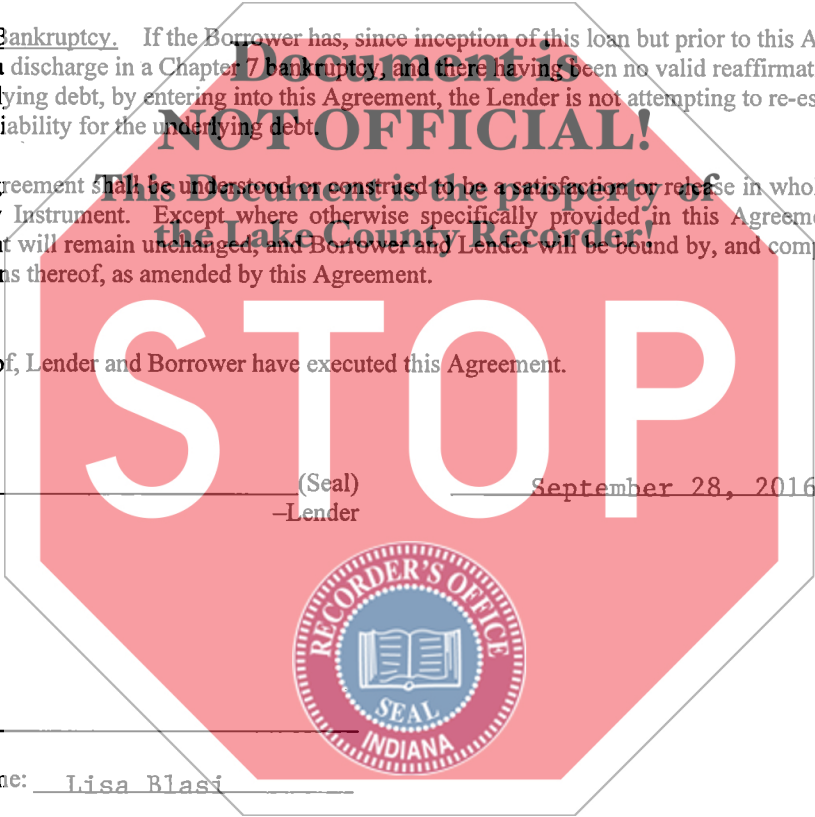 Bankruptcy. If the Borrower has, since inception of this loan but prior to this A
Document is
discharge in a Chapter 7 bankruptcy, and there having been no valid reaffirmat
lying debt, by entering into this Agreement, the Lender is not attempting to re-es
NOT OFFICIAL!
iability for the underlying debt.
reement shall be understood or construed to be a satisfaction or release in whol
This Document is the property of
Instrument. Except where otherwise specifically provided in this Agreeme
the Lake County Recorder!
t will remain unchanged, and Borrower and Lender will be bound by, and comp
ns thereof, as amended by this Agreement.
of, Lender and Borrower have executed this Agreement.
STOP
(Seal) September 28, 2016
–Lender
RECORDER'S OFFICE
SEAL
INDIANA
me: Lisa Blasi